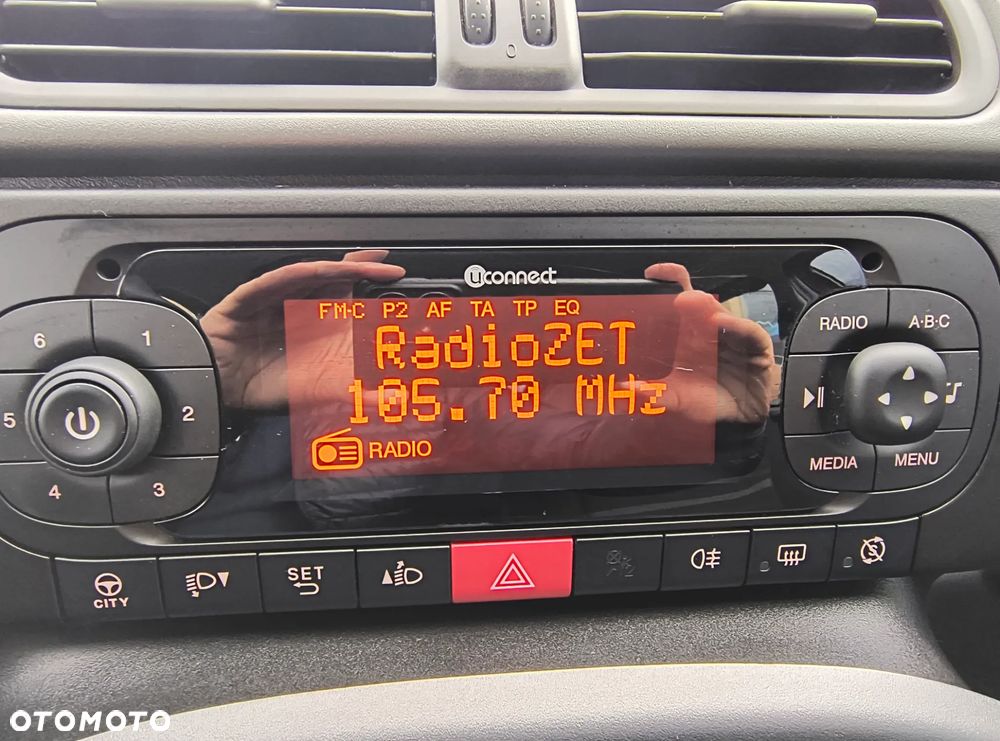 0
uconnect
FM-C P2 AF TA TP EQ
RadioZET
105.70 MHz
RADIO
6
1
5
2
4
3
RADIO
A·B·C
MEDIA
MENU
CITY
SET
OTOMOTO